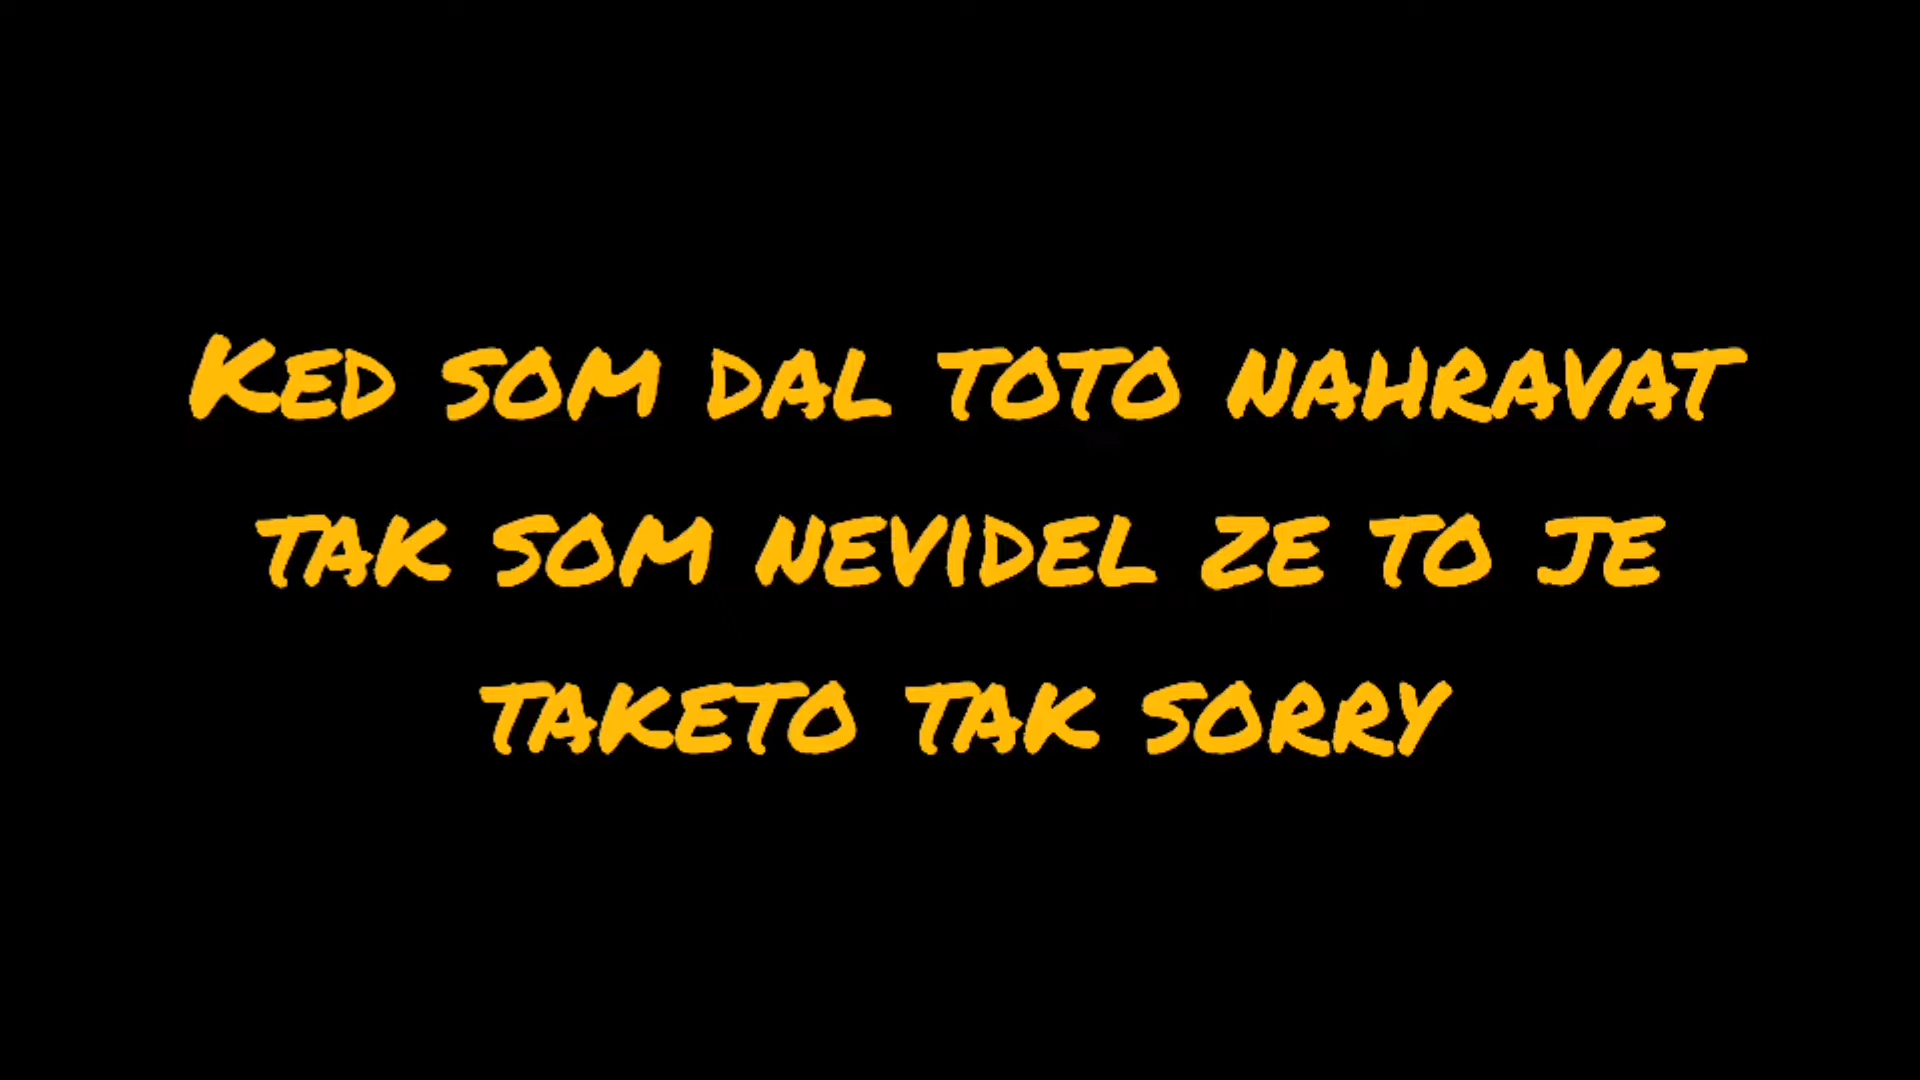 Ked som dal toto nahravat
tak som nevidel ze to je
taketo tak sorry